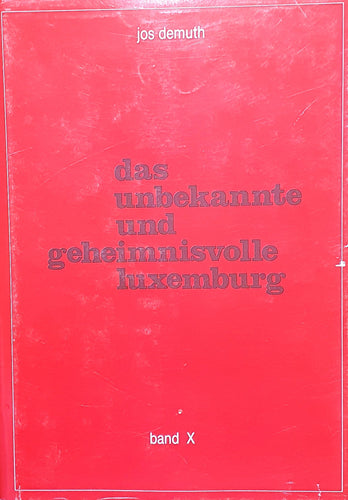 jos demuth
das
unbekannte
und
geheimnisvolle
luxemburg
band X